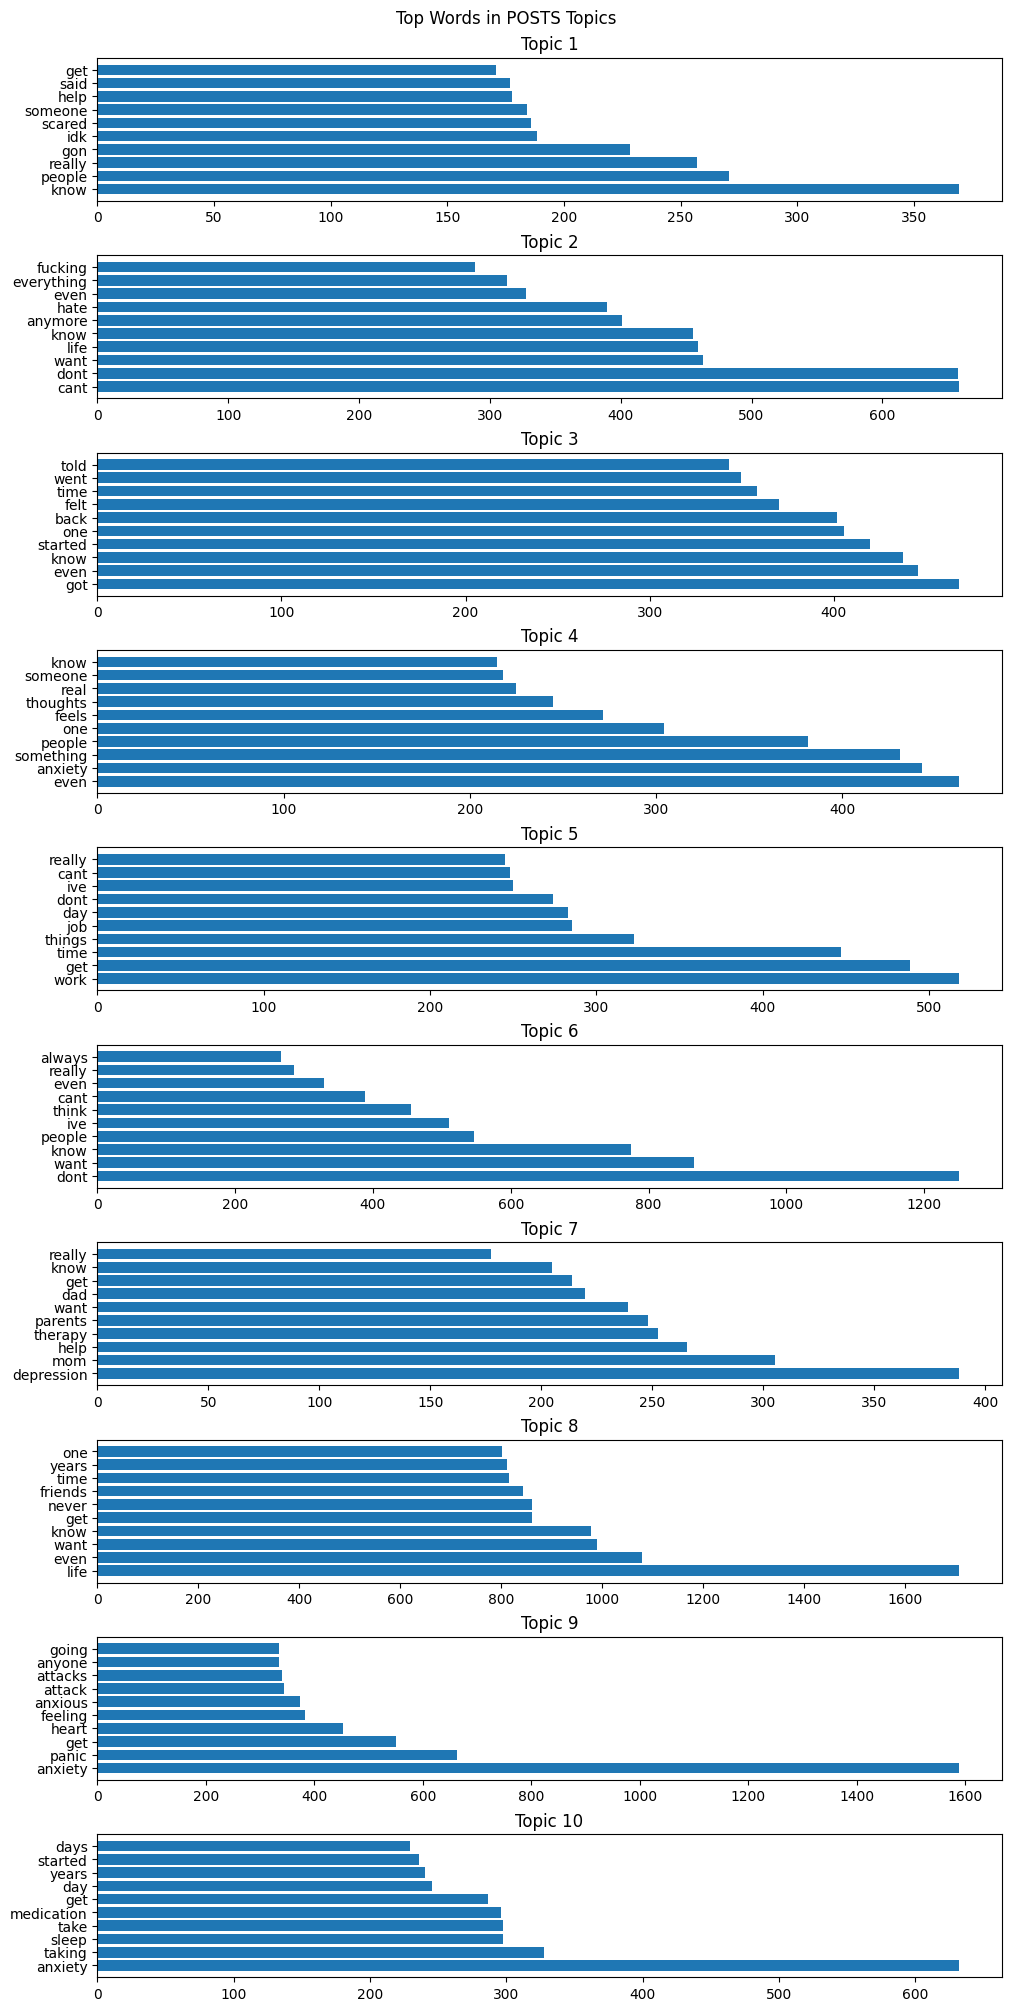 Top Words in POSTS Topics
Topic 1
get
said
help
someone
scared
idk
gon
really
people
know
0 50 100 150 200 250 300 350
Topic 2
fucking
everything
even
hate
anymore
know
life
want
dont
cant
0 100 200 300 400 500 600
Topic 3
told
went
time
felt
back
one
started
know
even
got
0 100 200 300 400
Topic 4
know
someone
real
thoughts
feels
one
people
something
anxiety
even
0 100 200 300 400
Topic 5
really
cant
ive
dont
day
job
things
time
get
work
0 100 200 300 400 500
Topic 6
always
really
even
cant
think
ive
people
know
want
dont
0 200 400 600 800 1000 1200
Topic 7
really
know
get
dad
want
parents
therapy
help
mom
depression
0 50 100 150 200 250 300 350 400
Topic 8
one
years
time
friends
never
get
know
want
even
life
0 200 400 600 800 1000 1200 1400 1600
Topic 9
going
anyone
attacks
attack
anxious
feeling
heart
get
panic
anxiety
0 200 400 600 800 1000 1200 1400 1600
Topic 10
days
started
years
day
get
medication
take
sleep
taking
anxiety
0 100 200 300 400 500 600